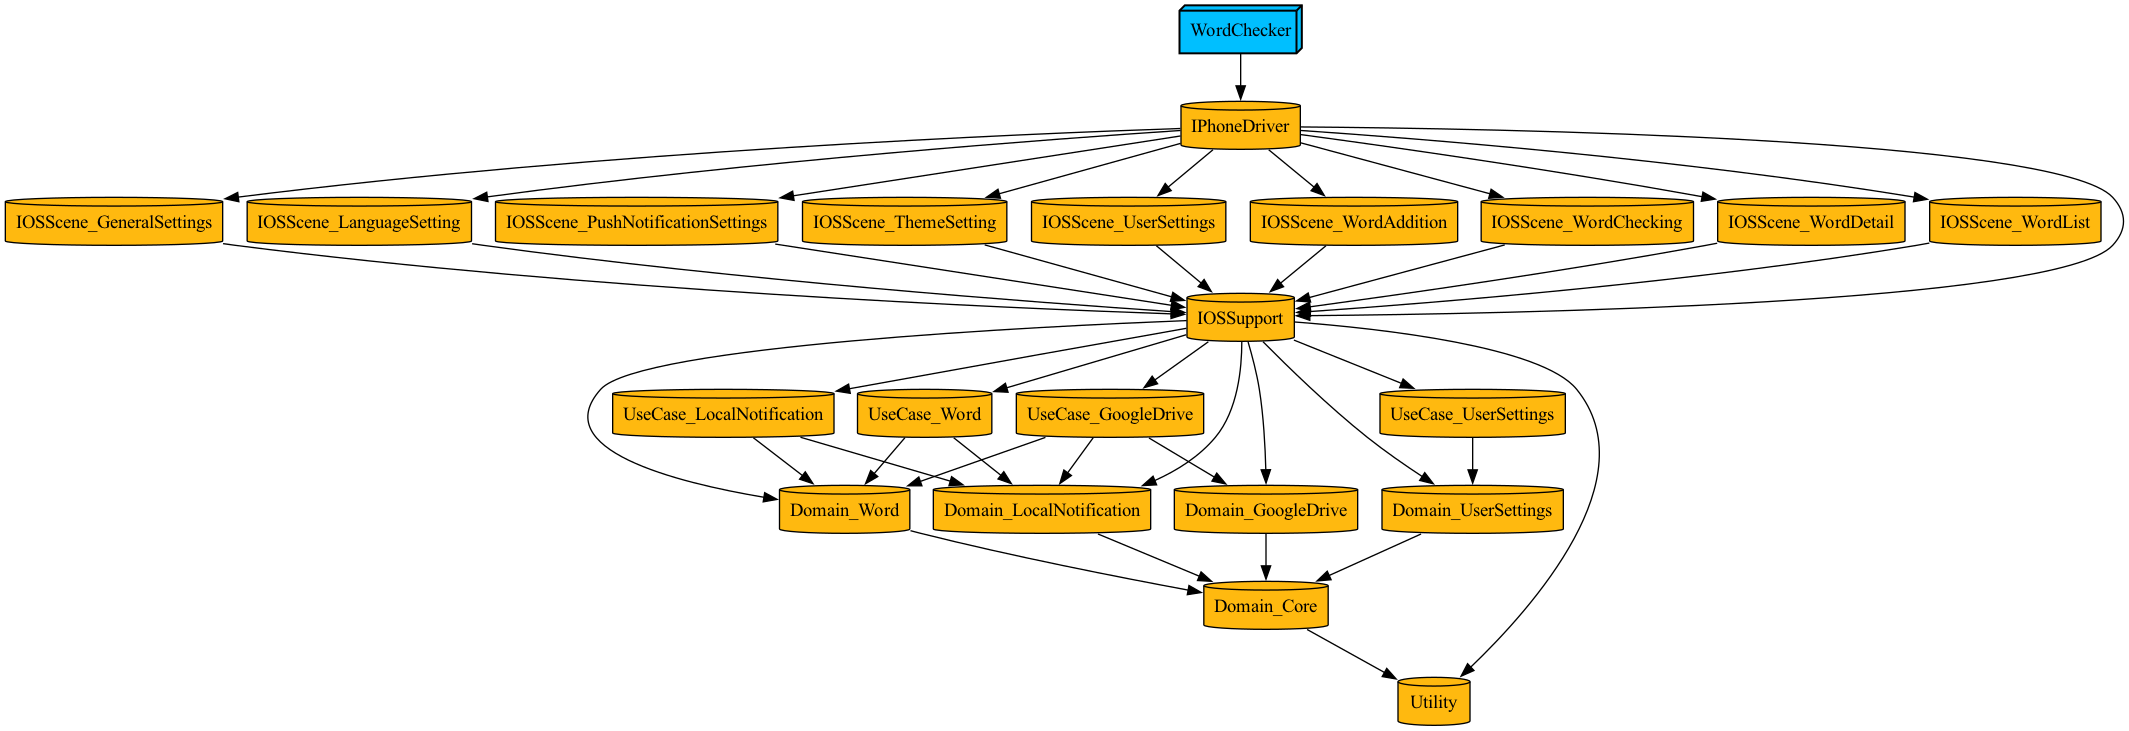 WordChecker
IPhoneDriver
IOSScene_GeneralSettings
IOSScene_LanguageSetting
IOSScene_PushNotificationSettings
IOSScene_ThemeSetting
IOSScene_UserSettings
IOSScene_WordAddition
IOSScene_WordChecking
IOSScene_WordDetail
IOSScene_WordList
IOSSupport
UseCase_LocalNotification
UseCase_Word
UseCase_GoogleDrive
UseCase_UserSettings
Domain_Word
Domain_LocalNotification
Domain_GoogleDrive
Domain_UserSettings
Domain_Core
Utility